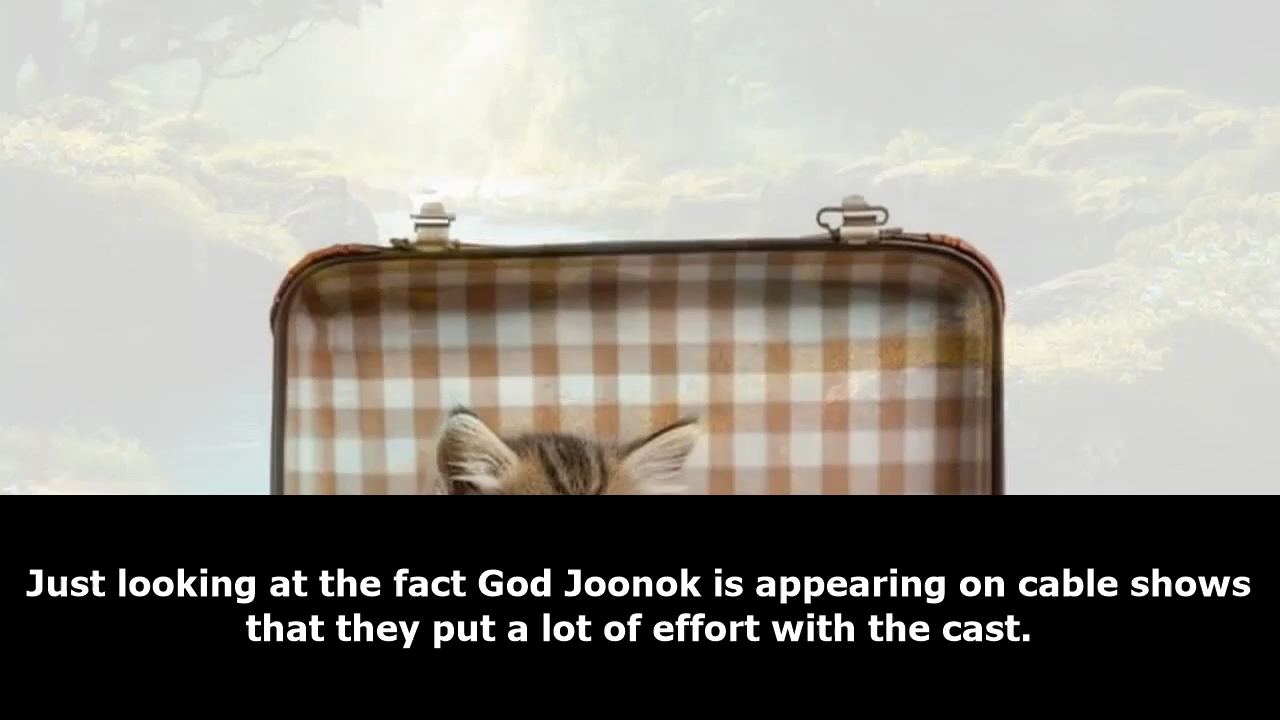 Just looking at the fact God Joonok is appearing on cable shows
that they put a lot of effort with the cast.